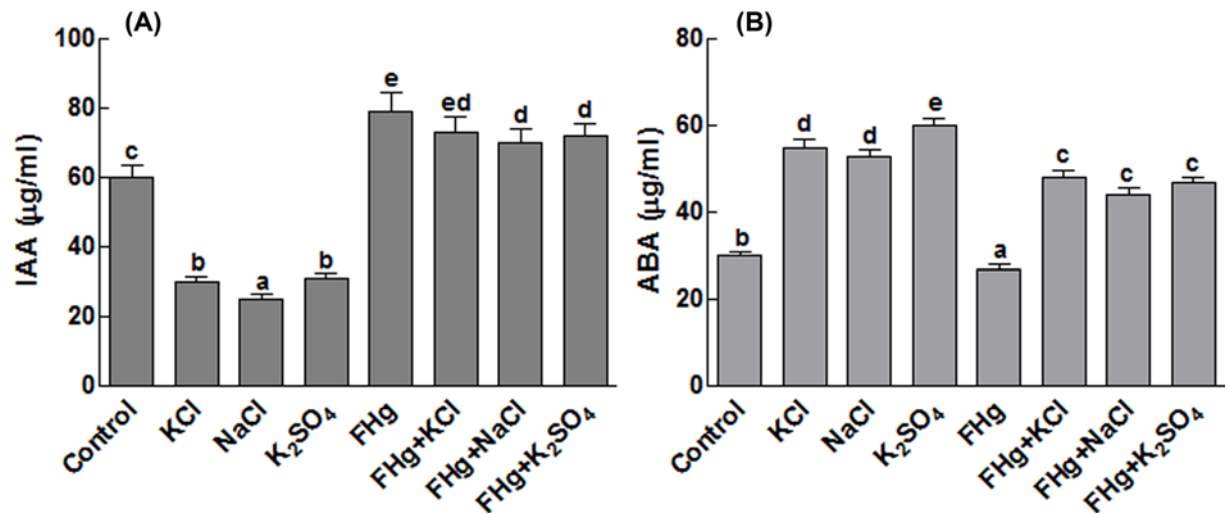 (A)
100
80
60
40
20
0
IAA (µg/ml)
c
b
a
b
e
ed
d
d
Control
KCl
NaCl
K₂SO₄
FHg
FHg+KCl
FHg+NaCl
FHg+K₂SO₄
(B)
80
60
40
20
0
ABA (µg/ml)
b
d
d
e
a
c
c
c
Control
KCl
NaCl
K₂SO₄
FHg
FHg+KCl
FHg+NaCl
FHg+K₂SO₄